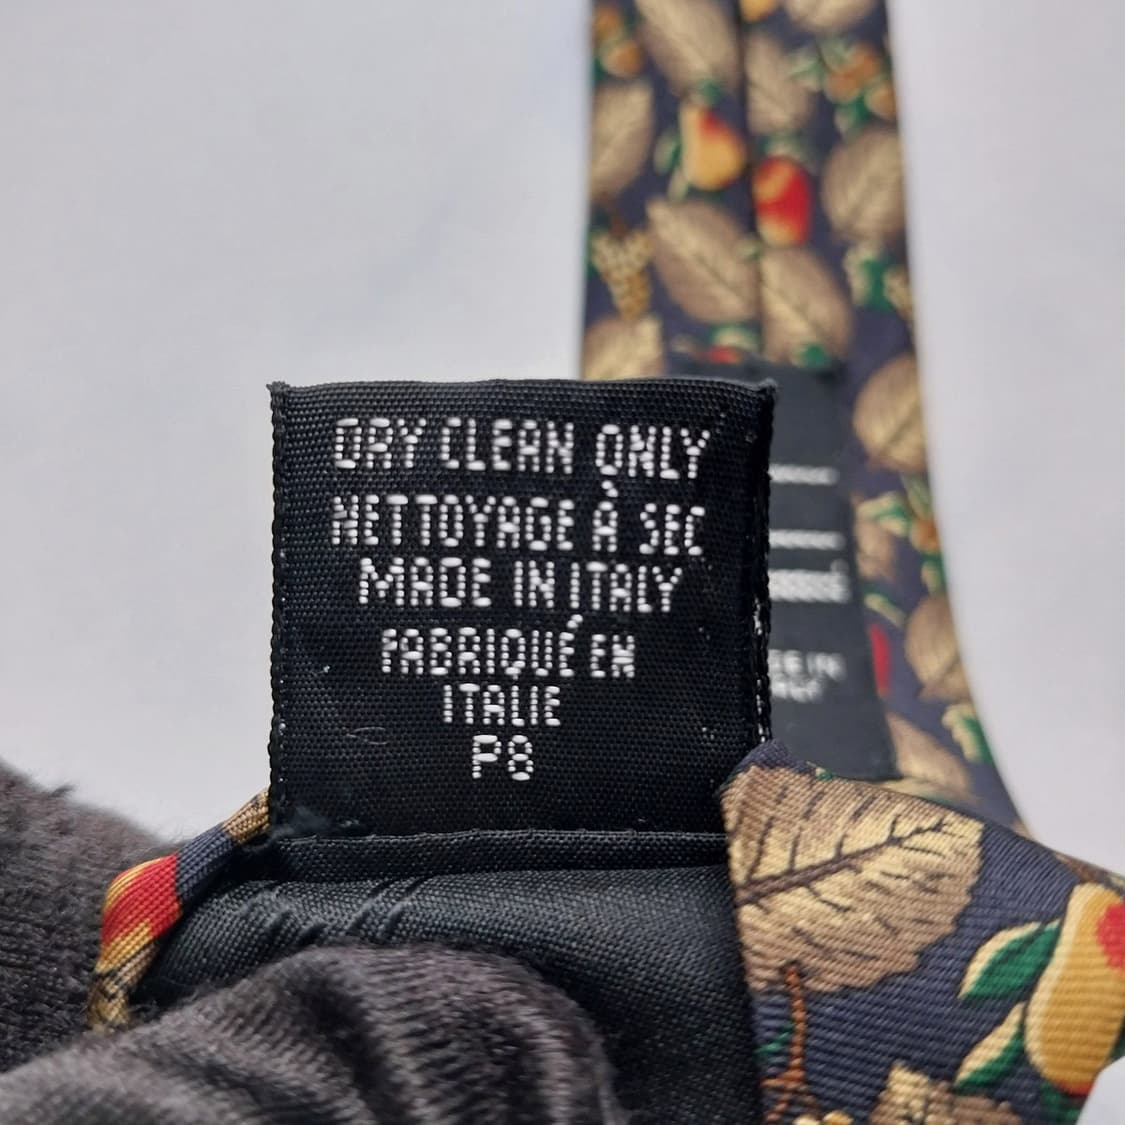 DRY CLEAN ONLY
NETTOYAGE À SEC
MADE IN ITALY
FABRIQUÉ EN
ITALIE
P8